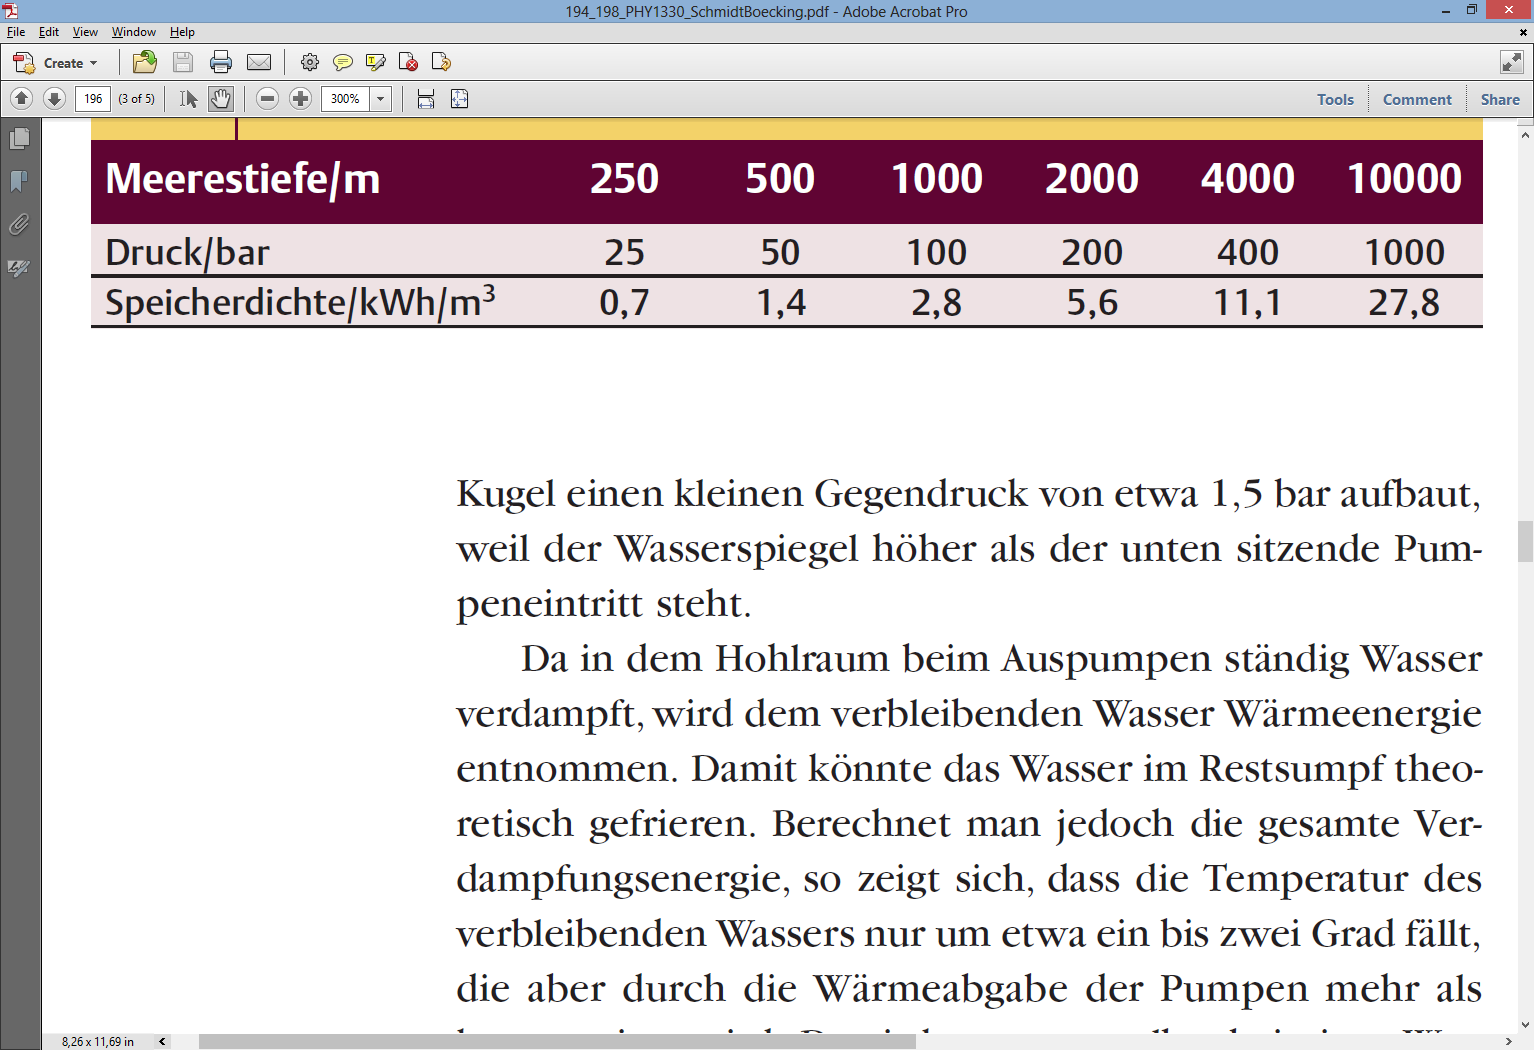 194_198_PHY1330_SchmidtBoecking.pdf - Adobe Acrobat Pro
File Edit View Window Help
Create
196 (3 of 5) 300% Tools Comment Share
Meerestiefe/m 250 500 1000 2000 4000 10000
Druck/bar 25 50 100 200 400 1000
Speicherdichte/kWh/m³ 0,7 1,4 2,8 5,6 11,1 27,8
Kugel einen kleinen Gegendruck von etwa 1,5 bar aufbaut,
weil der Wasserspiegel höher als der unten sitzende Pum-
peneintritt steht.
Da in dem Hohlraum beim Auspumpen ständig Wasser
verdampft, wird dem verbleibenden Wasser Wärmeenergie
entnommen. Damit könnte das Wasser im Restsumpf theo-
retisch gefrieren. Berechnet man jedoch die gesamte Ver-
dampfungsenergie, so zeigt sich, dass die Temperatur des
verbleibenden Wassers nur um etwa ein bis zwei Grad fällt,
die aber durch die Wärmeabgabe der Pumpen mehr als
8,26 x 11,69 in